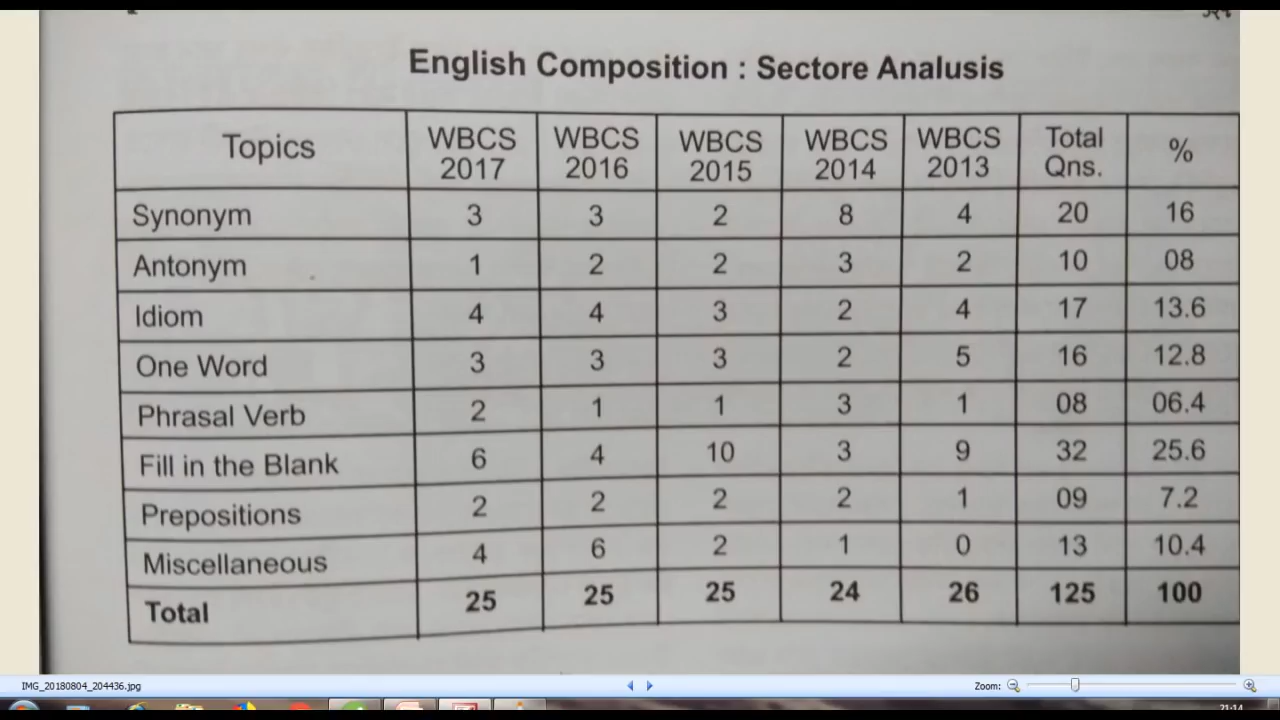 English Composition : Sectore Analusis
Topics WBCS 2017 WBCS 2016 WBCS 2015 WBCS 2014 WBCS 2013 Total Qns. %
Synonym 3 3 2 8 4 20 16
Antonym 1 2 2 3 2 10 08
Idiom 4 4 3 2 4 17 13.6
One Word 3 3 3 2 5 16 12.8
Phrasal Verb 2 1 1 3 1 08 06.4
Fill in the Blank 6 4 10 3 9 32 25.6
Prepositions 2 2 2 2 1 09 7.2
Miscellaneous 4 6 2 1 0 13 10.4
Total 25 25 25 24 26 125 100
IMG_20180804_204436.jpg Zoom:
21:14